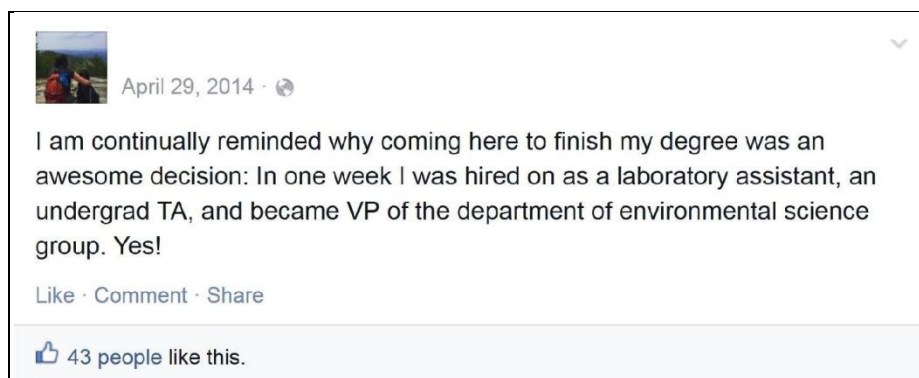 April 29, 2014 ·
I am continually reminded why coming here to finish my degree was an
awesome decision: In one week I was hired on as a laboratory assistant, an
undergrad TA, and became VP of the department of environmental science
group. Yes!
Like · Comment · Share
43 people like this.